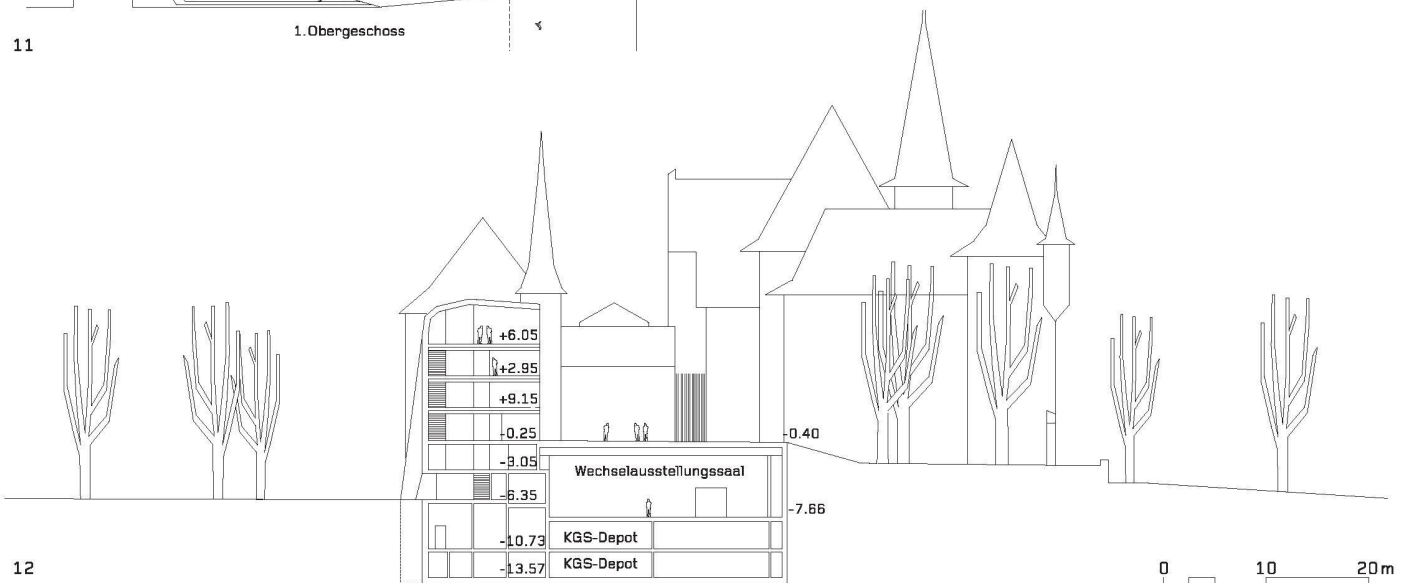 1.Obergeschoss
11
+6.05
+2.95
+9.15
-0.25
-0.40
-3.05
Wechselausstellungssaal
-6.35
-7.66
-10.73
KGS-Depot
-13.57
KGS-Depot
12
0 10 20m